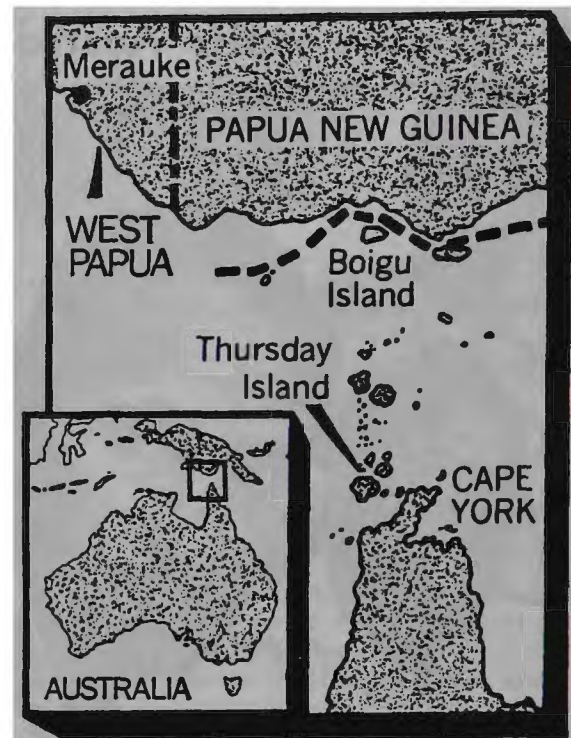 Merauke
PAPUA NEW GUINEA
WEST
PAPUA
Boigu
Island
Thursday
Island
CAPE
YORK
AUSTRALIA